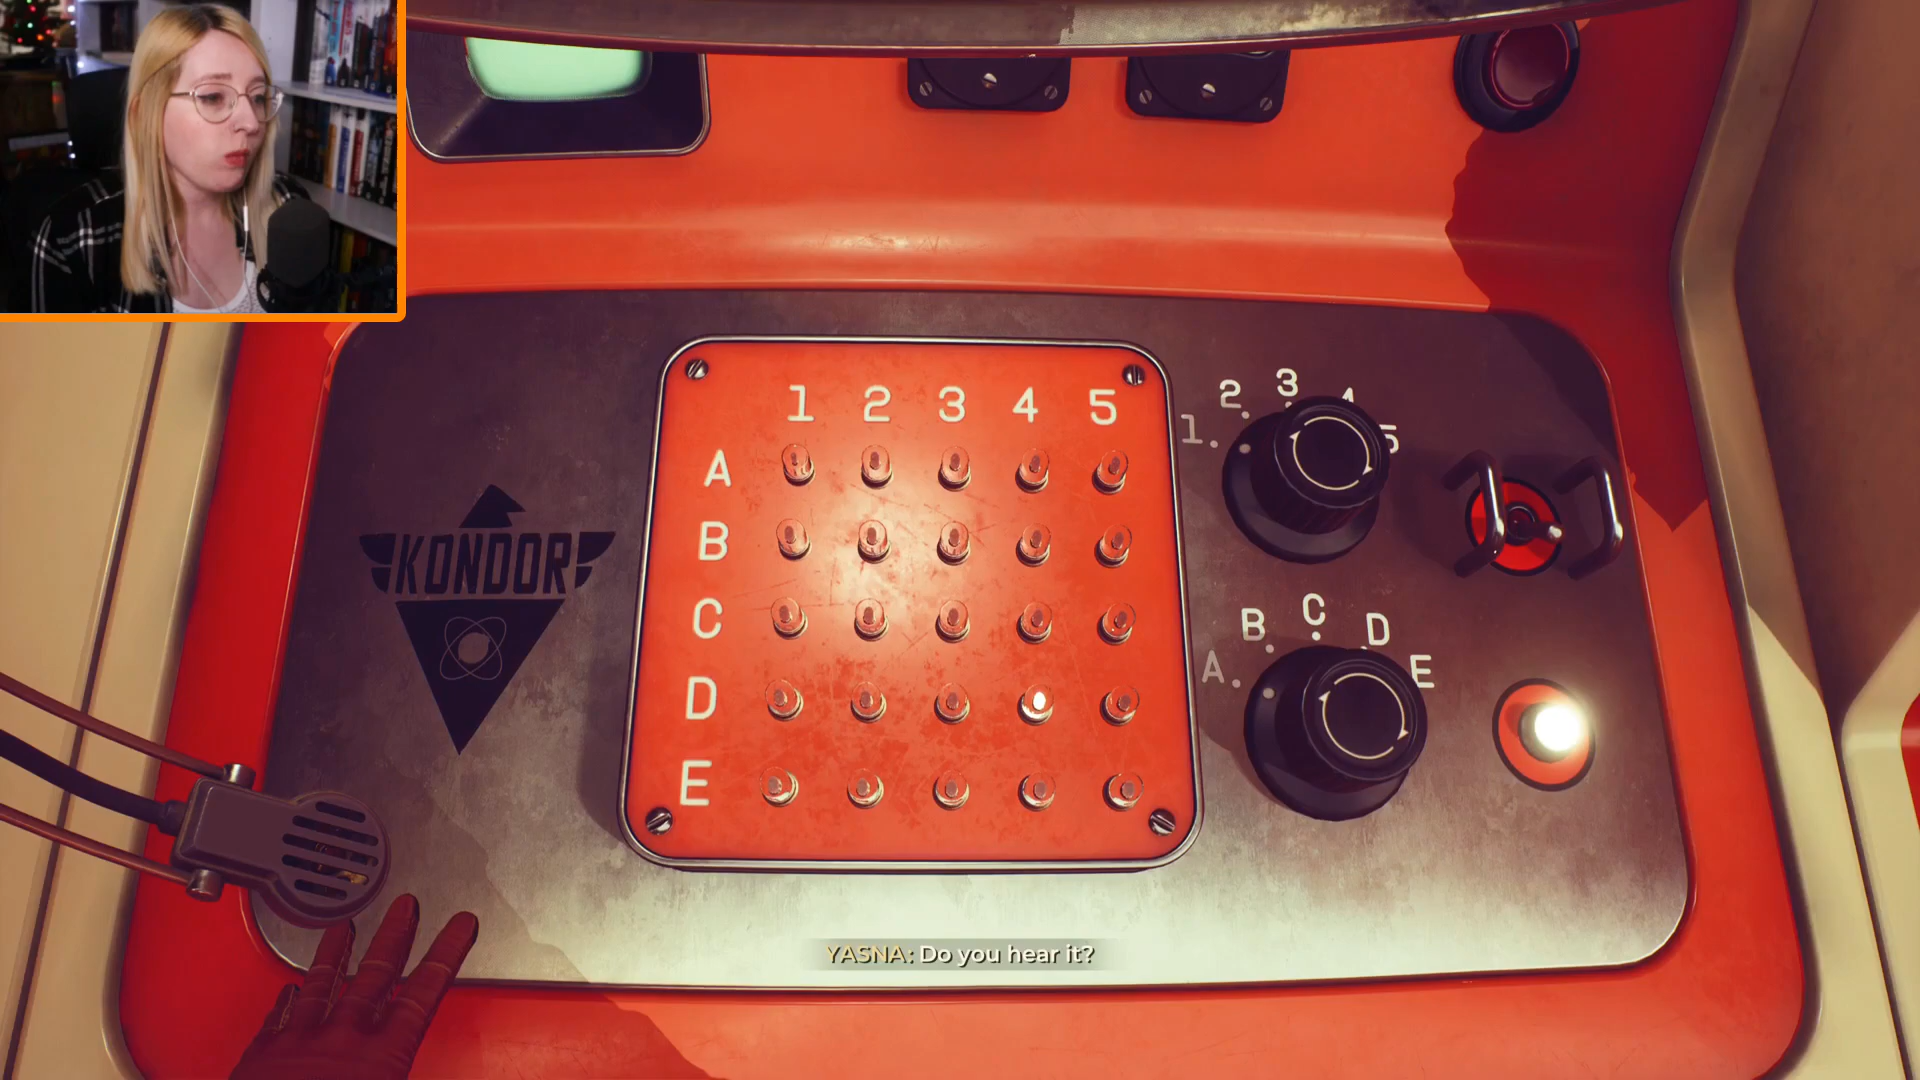 1 2 3 4 5
A
B
C
D
E
KONDOR
1. 2. 3. 4 5
A. B. C D E
YASNA: Do you hear it?